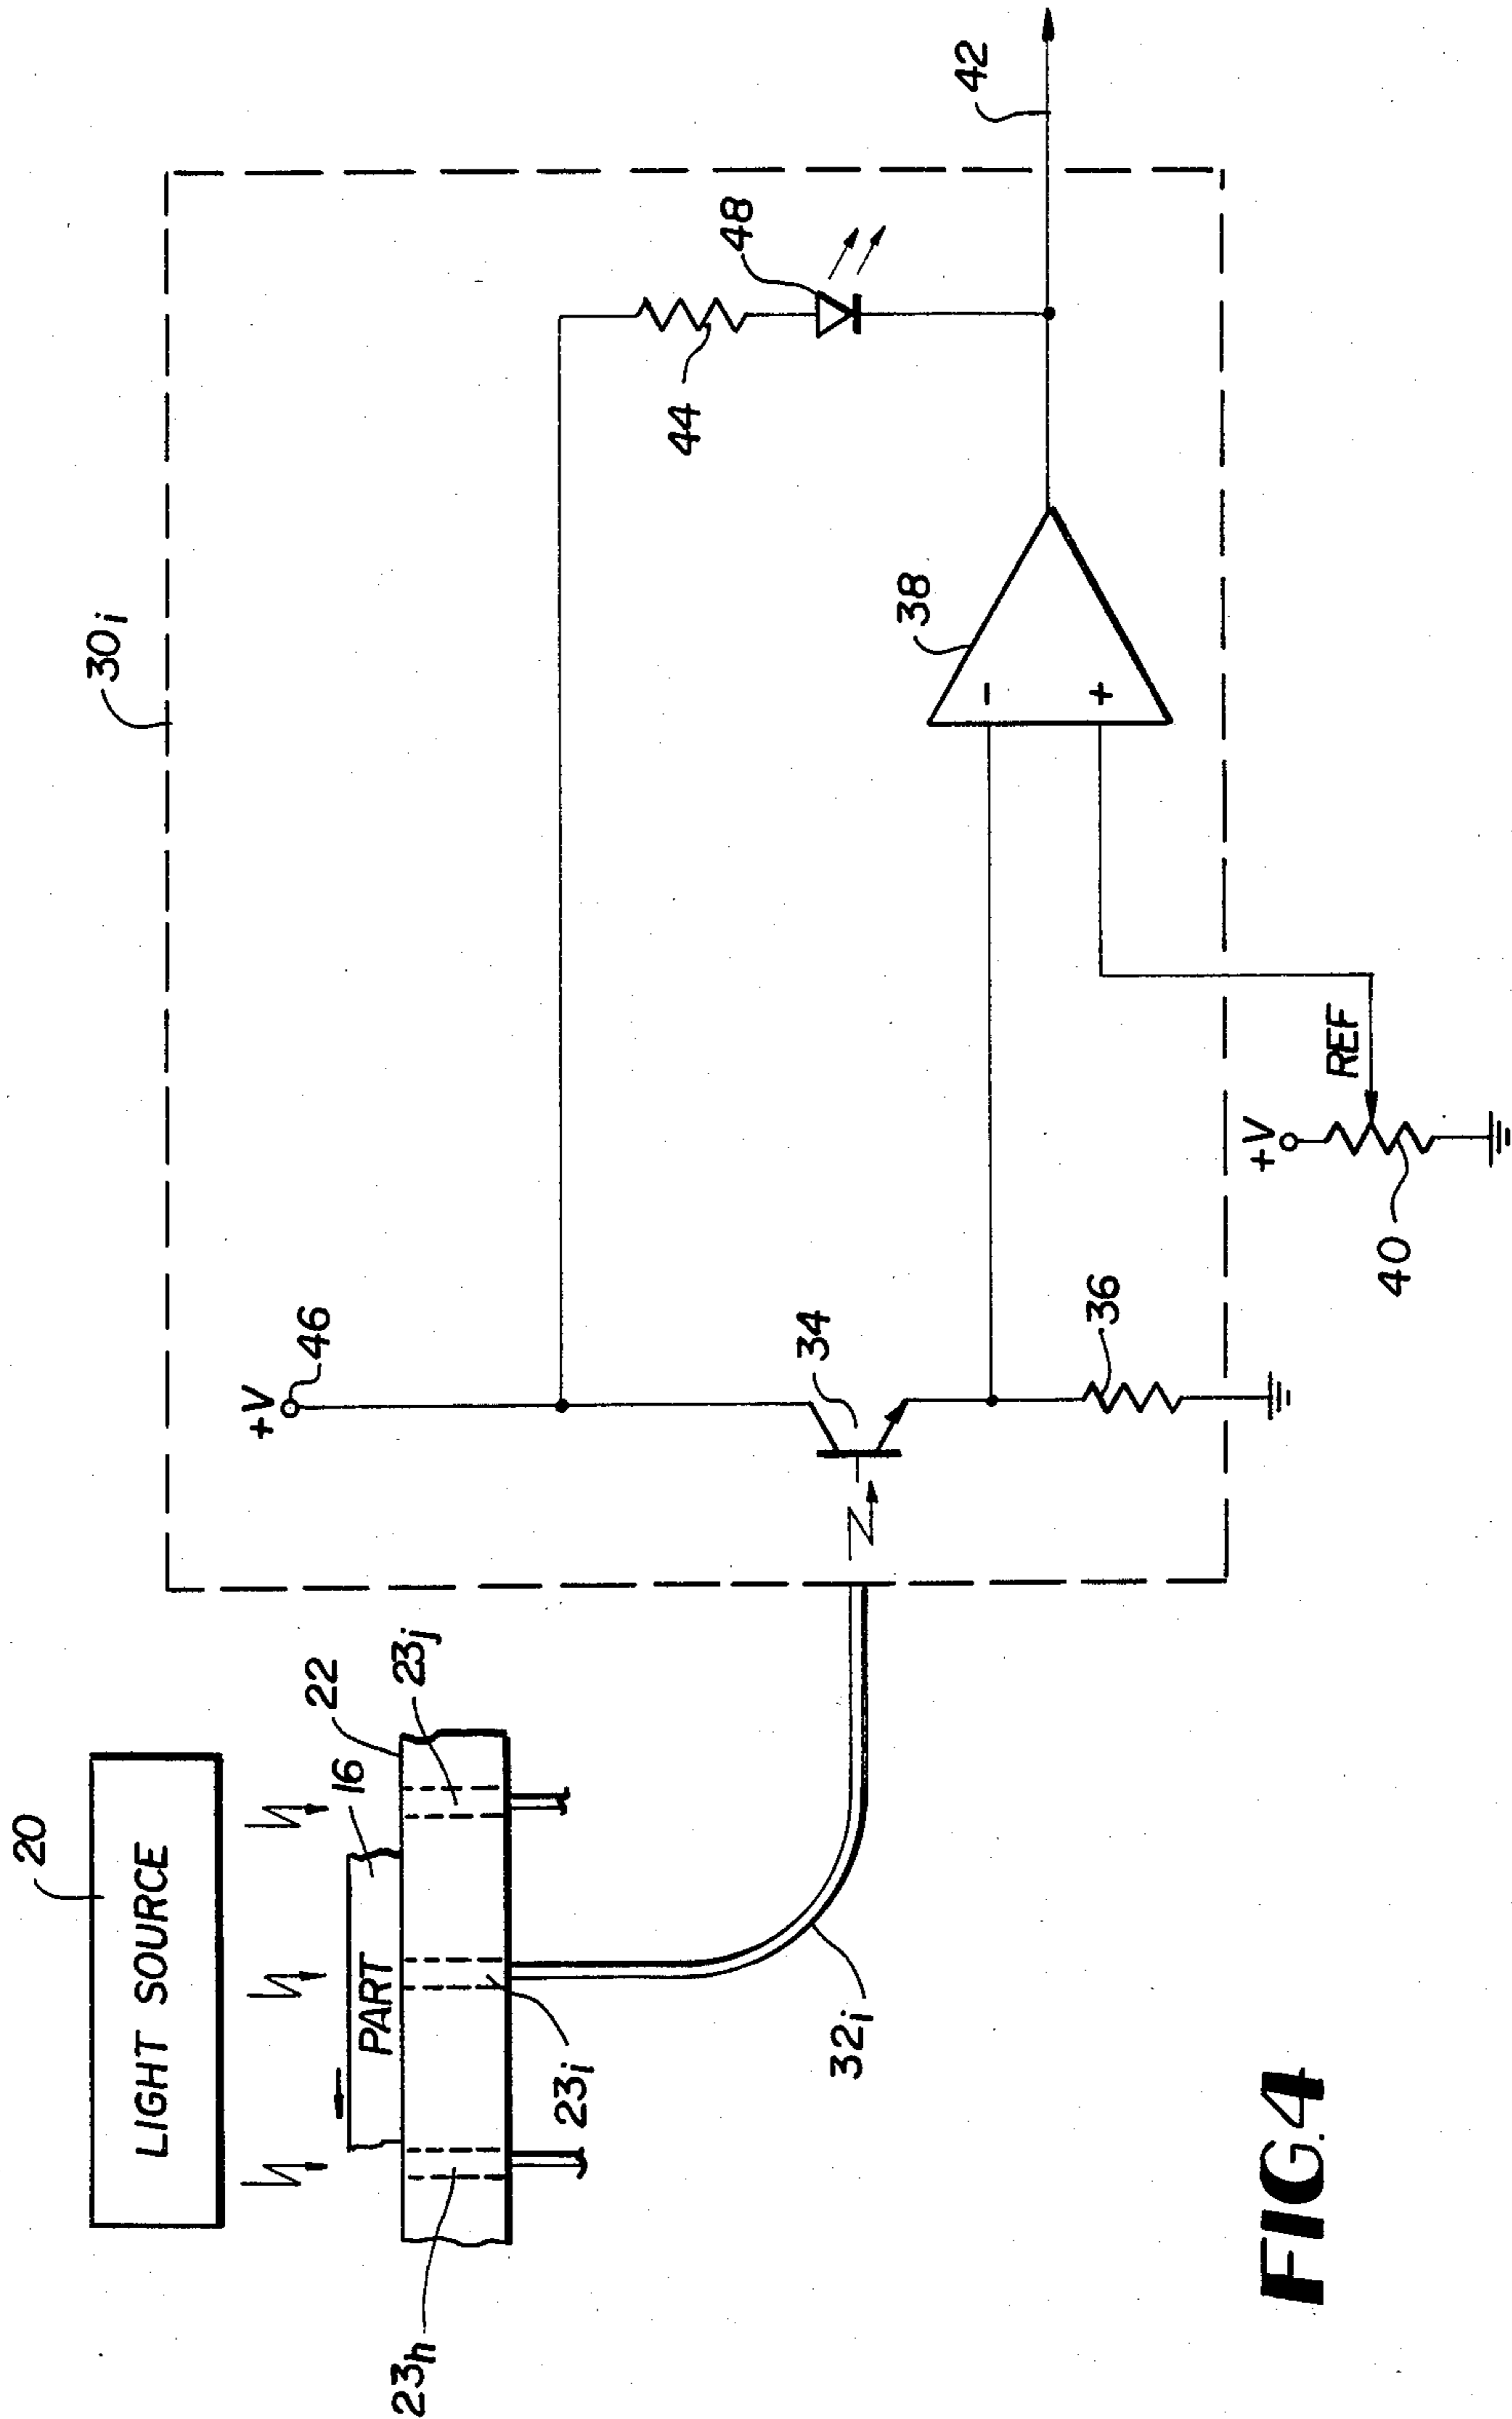 20
LIGHT SOURCE
16
22
PART
23h
23i
23j
32i
30i
+V
46
34
36
38
-
+
44
48
42
+V
REF
40
FIG.4